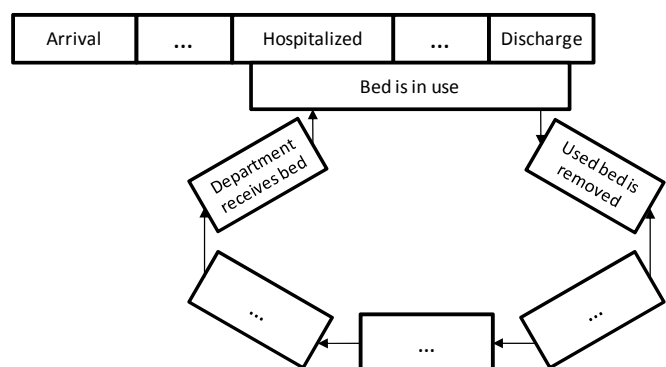 Arrival
...
Hospitalized
...
Discharge
Bed is in use
Department
receives bed
Used bed is
removed
...
...
...